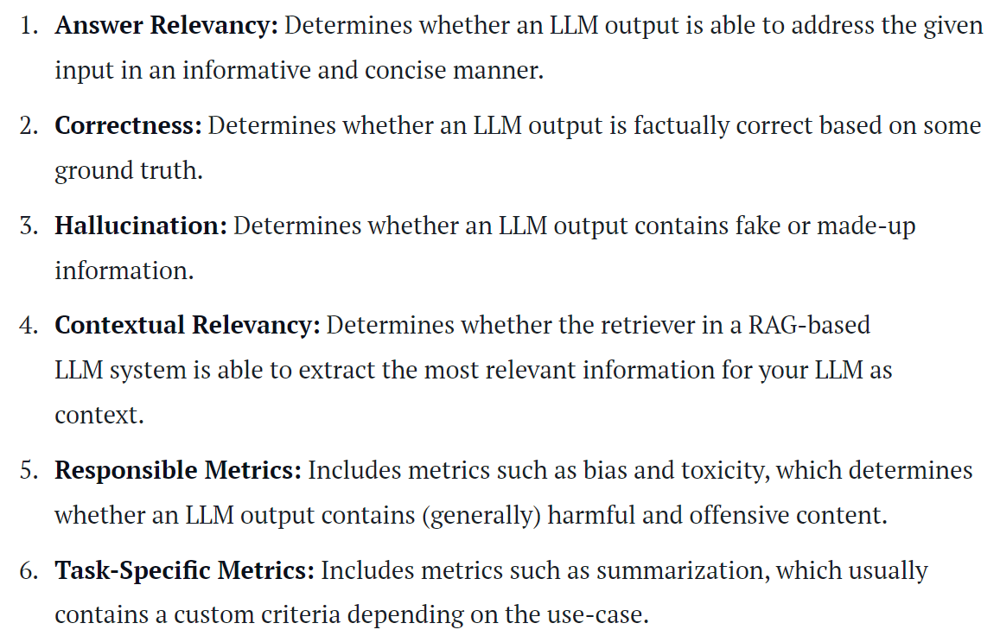 1. Answer Relevancy: Determines whether an LLM output is able to address the given
input in an informative and concise manner.
2. Correctness: Determines whether an LLM output is factually correct based on some
ground truth.
3. Hallucination: Determines whether an LLM output contains fake or made-up
information.
4. Contextual Relevancy: Determines whether the retriever in a RAG-based
LLM system is able to extract the most relevant information for your LLM as
context.
5. Responsible Metrics: Includes metrics such as bias and toxicity, which determines
whether an LLM output contains (generally) harmful and offensive content.
6. Task-Specific Metrics: Includes metrics such as summarization, which usually
contains a custom criteria depending on the use-case.